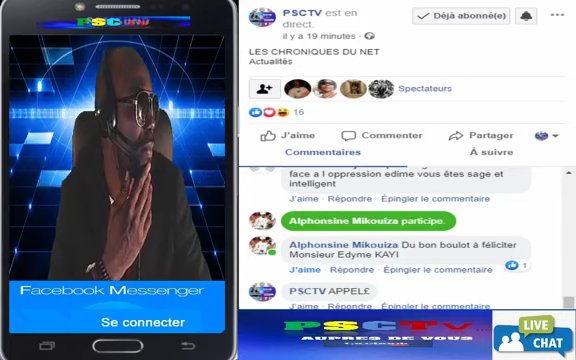 PSCTV est en
direct.
il y a 19 minutes
Déjà abonné(e)
LES CHRONIQUES DU NET
Actualités
Spectateurs
16
J'aime
Commenter
Partager
Commentaires
À suivre
face a l oppression edime vous êtes sage et
intelligent
J'aime · Répondre · Épingler le commentaire
Alphonsine Mikouiza participe.
Alphonsine Mikouiza Du bon boulot à féliciter
Monsieur Edyme KAYI
1
J'aime · Répondre · Épingler le commentaire
PSCTV APPEL£
J'aime · Répondre · Épingler le commentaire
Facebook Messenger
Se connecter
PSCTV
AUPRES DE VOUS
LIVE
CHAT